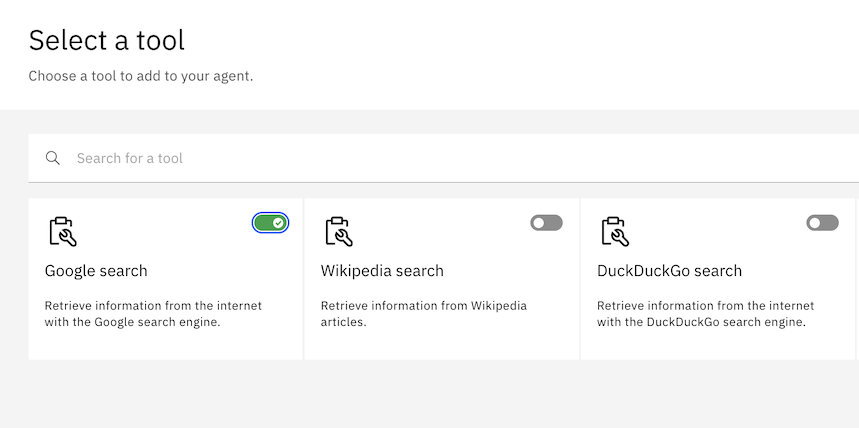 Select a tool
Choose a tool to add to your agent.
Search for a tool
Google search
Retrieve information from the internet
with the Google search engine.
Wikipedia search
Retrieve information from Wikipedia
articles.
DuckDuckGo search
Retrieve information from the internet
with the DuckDuckGo search engine.